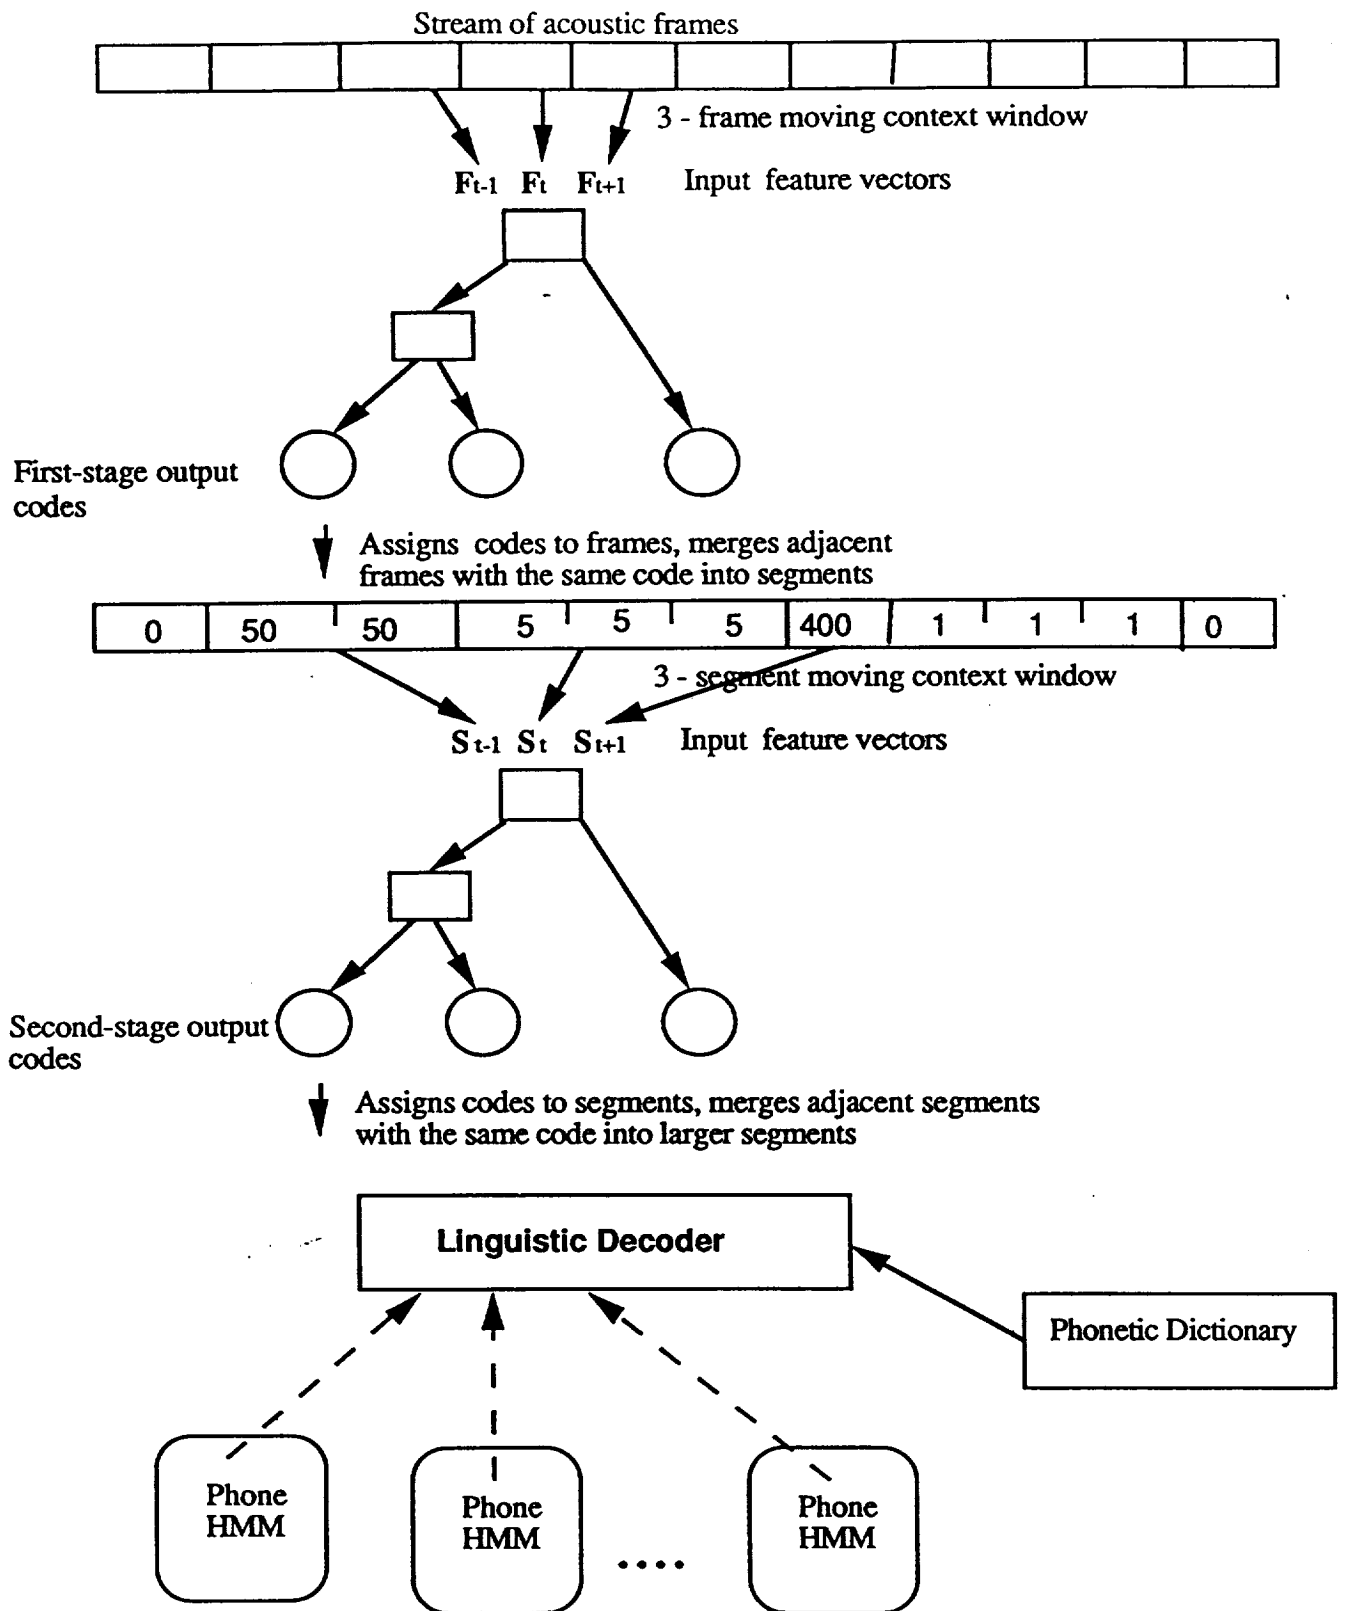 Stream of acoustic frames
3 - frame moving context window
Ft-1 Ft Ft+1 Input feature vectors
First-stage output
codes
Assigns codes to frames, merges adjacent
frames with the same code into segments
0 50 50 5 5 5 400 1 1 1 0
3 - segment moving context window
St-1 St St+1 Input feature vectors
Second-stage output
codes
Assigns codes to segments, merges adjacent segments
with the same code into larger segments
Linguistic Decoder
Phonetic Dictionary
Phone
HMM
Phone
HMM
....
Phone
HMM